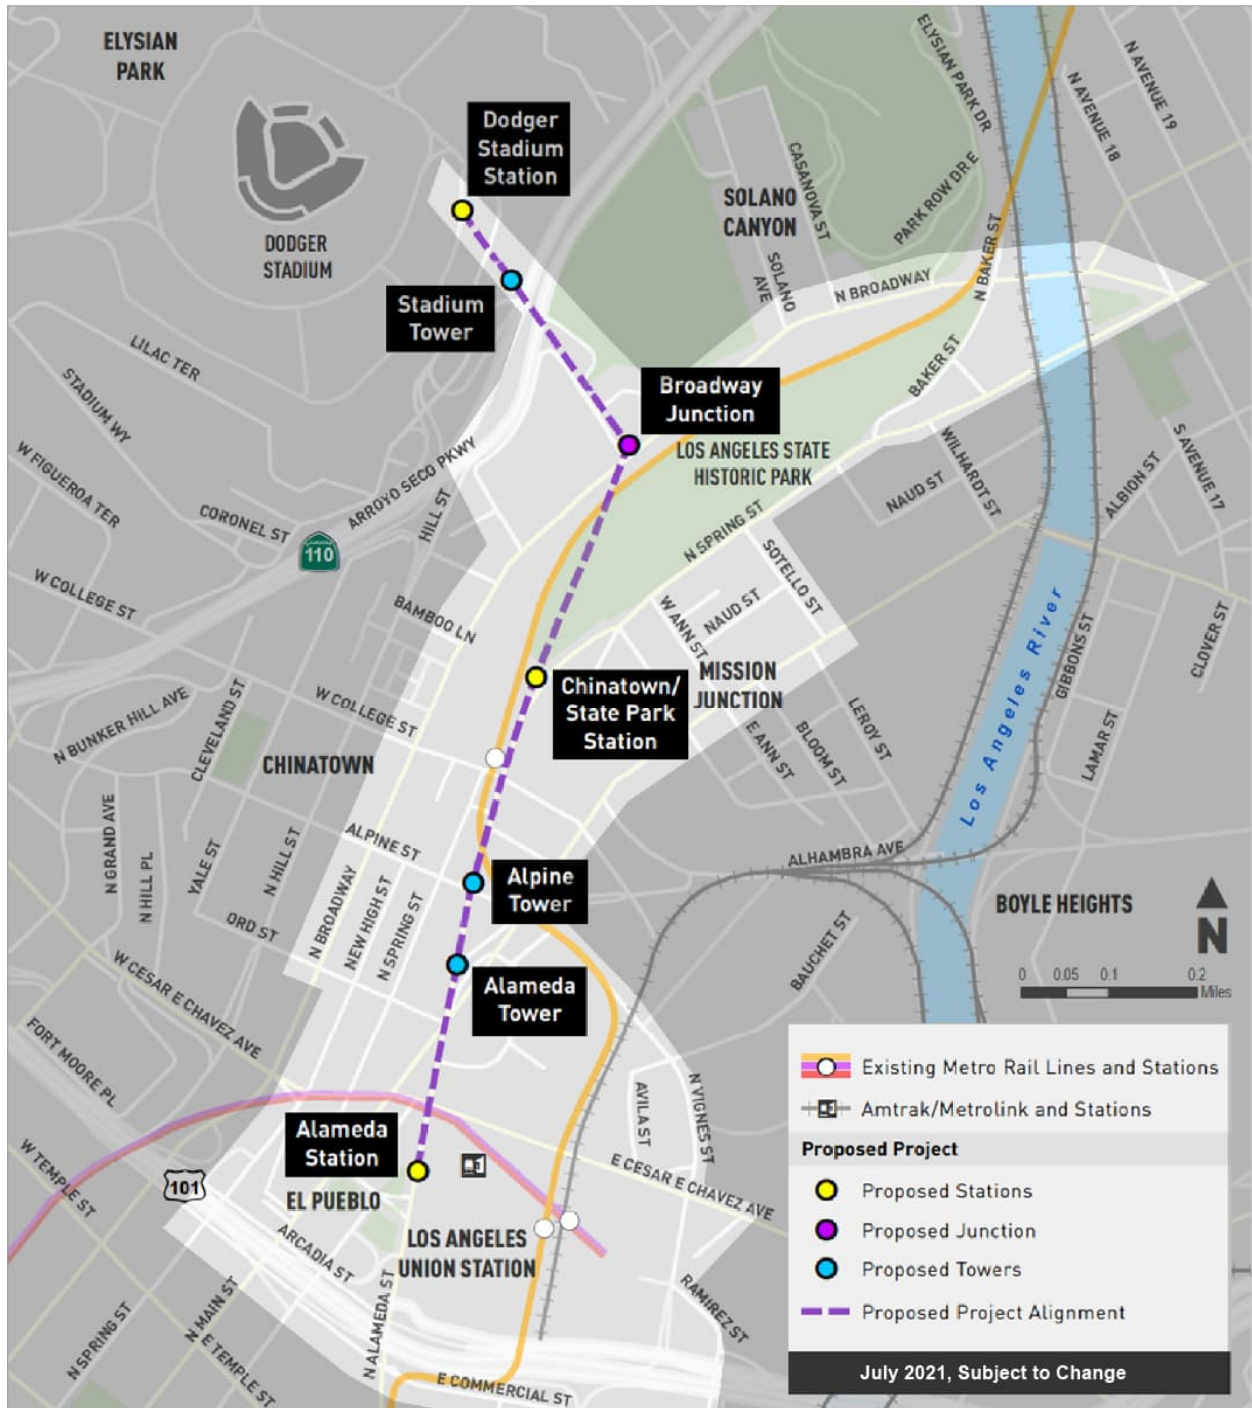 ELYSIAN
PARK
Dodger
Stadium
Station
DODGER
STADIUM
Stadium
Tower
SOLANO
CANYON
CASANOVA ST
SOLANO
AVE
ELYSIAN PARK DR
PARK ROW DR E
N AVENUE 19
N AVENUE 18
N BROADWAY
N BAKER ST
BAKER ST
LILAC TER
STADIUM WY
W FIGUEROA TER
CORONEL ST
ARROYO SECO PKWY
HILL ST
110
Broadway
Junction
LOS ANGELES STATE
HISTORIC PARK
WILHARDT ST
NAUD ST
ALBION ST
S AVENUE 17
N SPRING ST
SOTELLO ST
W COLLEGE ST
BAMBOO LN
W ANN ST
NAUD ST
MISSION
JUNCTION
Chinatown/
State Park
Station
LEROY ST
BLOOM ST
E ANN ST
Los Angeles River
GIBBONS ST
CLOVER ST
LAMAR ST
N BUNKER HILL AVE
CLEVELAND ST
W COLLEGE ST
CHINATOWN
N GRAND AVE
N HILL PL
YALE ST
N HILL ST
ALPINE ST
ORD ST
N BROADWAY
NEW HIGH ST
N SPRING ST
Alpine
Tower
ALHAMBRA AVE
BOYLE HEIGHTS
BAUCHET ST
N
0 0.05 0.1 0.2
Miles
Alameda
Tower
W CESAR E CHAVEZ AVE
FORT MOORE PL
W TEMPLE ST
101
Alameda
Station
EL PUEBLO
AVILA ST
N VIGNES ST
E CESAR E CHAVEZ AVE
LOS ANGELES
UNION STATION
ARCADIA ST
N ALAMEDA ST
RAMIREZ ST
N SPRING ST
N MAIN ST
E TEMPLE ST
E COMMERCIAL ST
Existing Metro Rail Lines and Stations
Amtrak/Metrolink and Stations
Proposed Project
Proposed Stations
Proposed Junction
Proposed Towers
Proposed Project Alignment
July 2021, Subject to Change